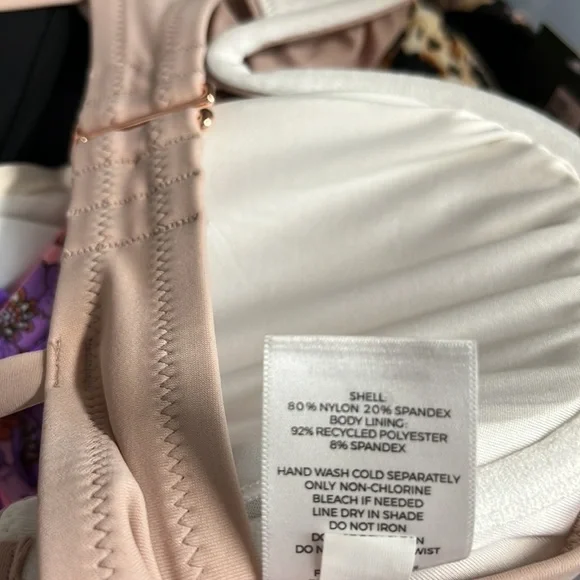 SHELL:
80% NYLON 20% SPANDEX
BODY LINING:
92% RECYCLED POLYESTER
8% SPANDEX
HAND WASH COLD SEPARATELY
ONLY NON-CHLORINE
BLEACH IF NEEDED
LINE DRY IN SHADE
DO NOT IRON